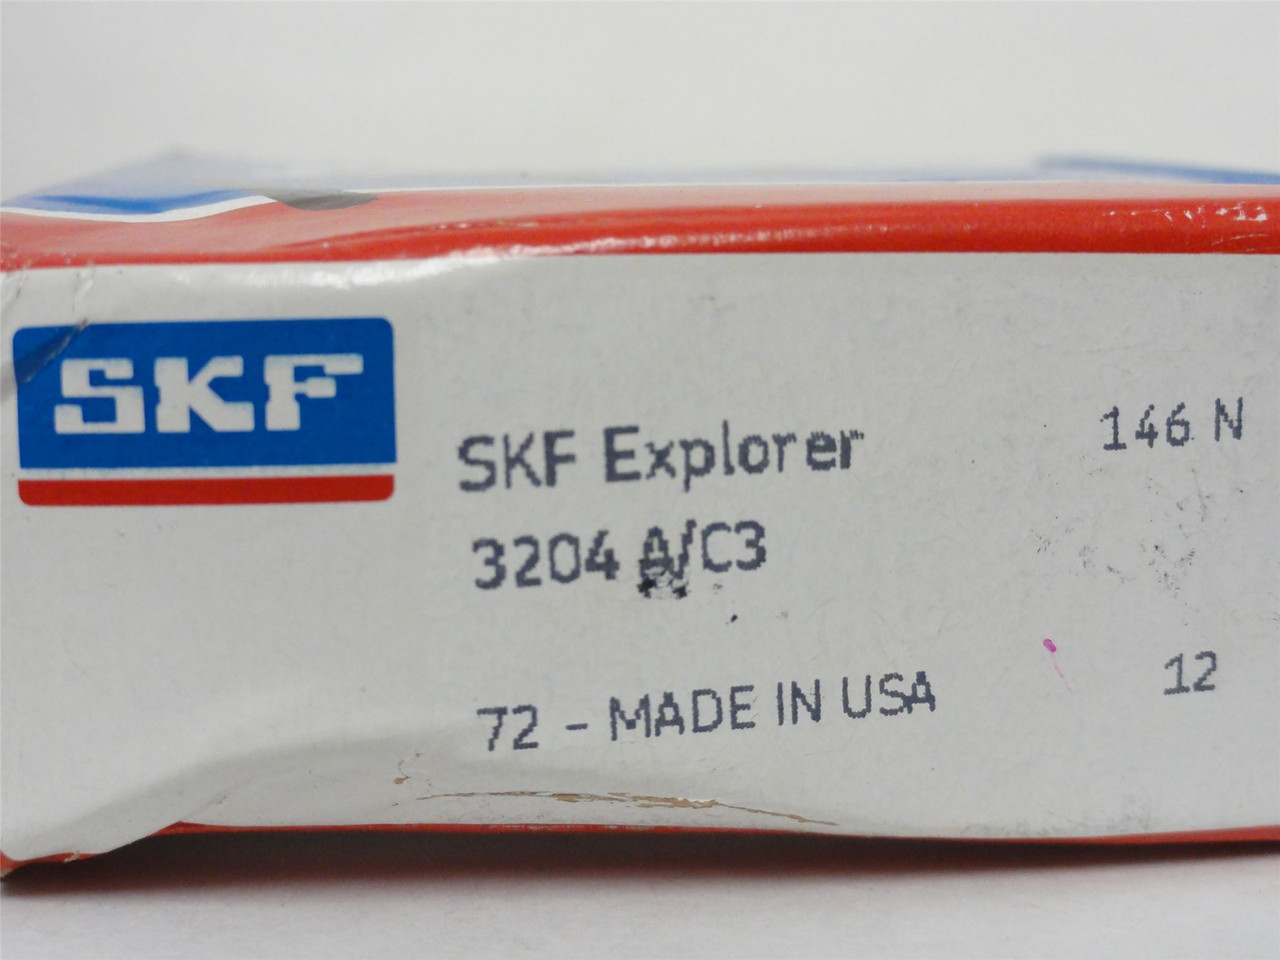 SKF
SKF Explorer
146 N
3204 A/C3
12
72 - MADE IN USA